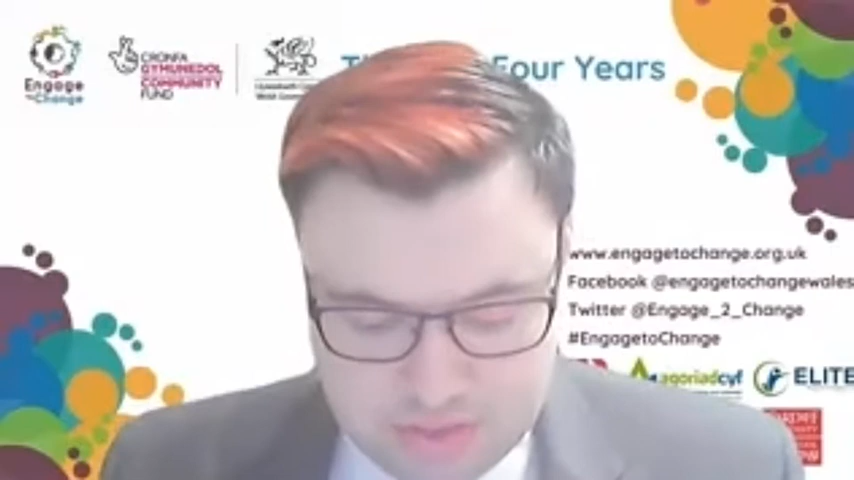 Engage
to Change
CRONFA
GYMUNEDOL
COMMUNITY
FUND
Four Years
www.engagetochange.org.uk
Facebook @engagetochangewales
Twitter @Engage_2_Change
#EngagetoChange
agoriadcyf
ELITE